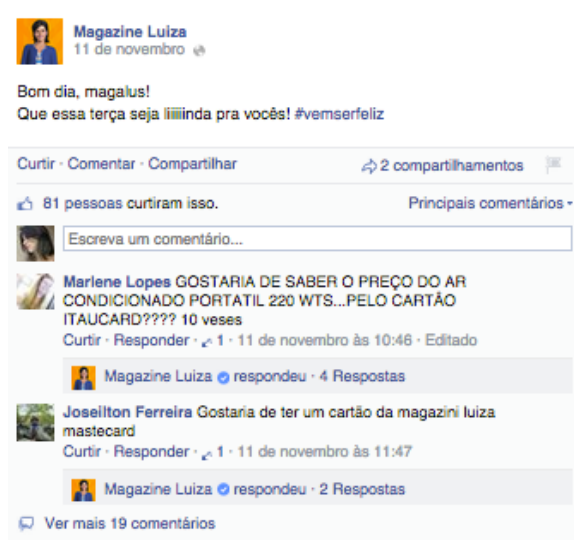 Magazine Luiza
11 de novembro
Bom dia, magalus!
Que essa terça seja liiiiiinda pra vocês! #vemserfeliz
Curtir · Comentar · Compartilhar 2 compartilhamentos
81 pessoas curtiram isso. Principais comentários
Escreva um comentário...
Marlene Lopes GOSTARIA DE SABER O PREÇO DO AR
CONDICIONADO PORTATIL 220 WTS...PELO CARTÃO
ITAUCARD???? 10 veses
Curtir · Responder · 1 · 11 de novembro às 10:46 · Editado
Magazine Luiza respondeu · 4 Respostas
Joseilton Ferreira Gostaria de ter um cartão da magazini luiza
mastecard
Curtir · Responder · 1 · 11 de novembro às 11:47
Magazine Luiza respondeu · 2 Respostas
Ver mais 19 comentários